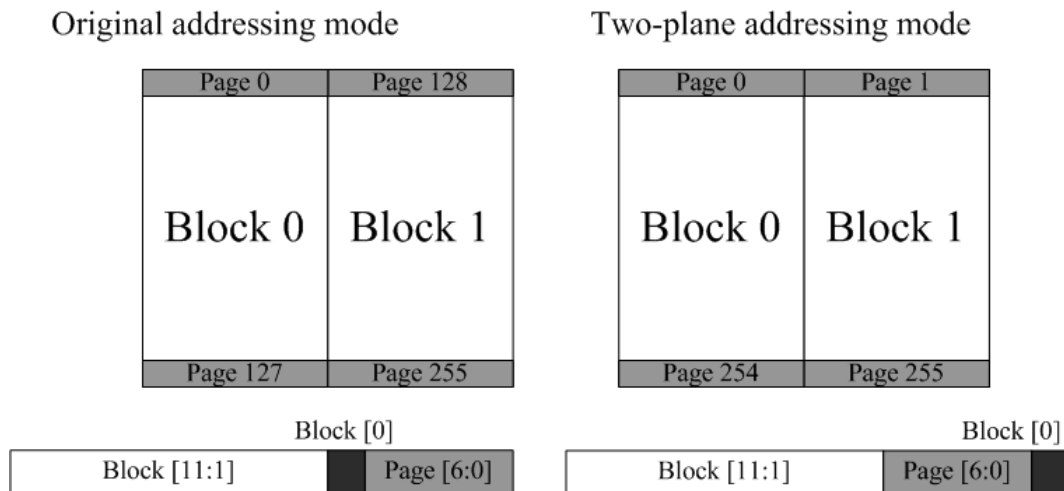 Original addressing mode
Two-plane addressing mode
Page 0 Page 128
Page 0 Page 1
Block 0 Block 1
Block 0 Block 1
Page 127 Page 255
Page 254 Page 255
Block [0]
Block [0]
Block [11:1] Page [6:0]
Block [11:1] Page [6:0]